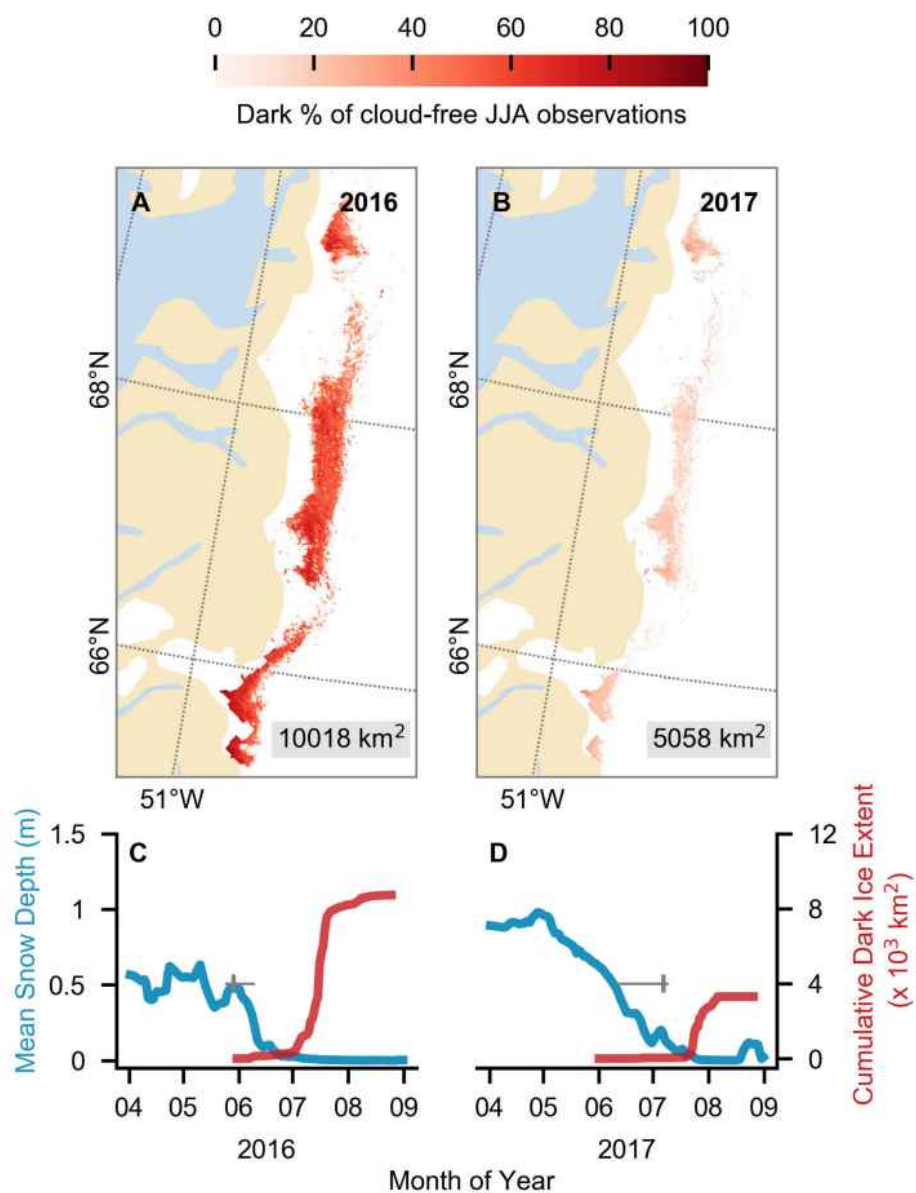 0 20 40 60 80 100
Dark % of cloud-free JJA observations
A 2016
B 2017
68°N
68°N
66°N
66°N
10018 km²
5058 km²
51°W
51°W
Mean Snow Depth (m)
1.5
1
0.5
0
C
D
12
8
4
0
Cumulative Dark Ice Extent
(x 10³ km²)
04 05 06 07 08 09
04 05 06 07 08 09
2016
2017
Month of Year